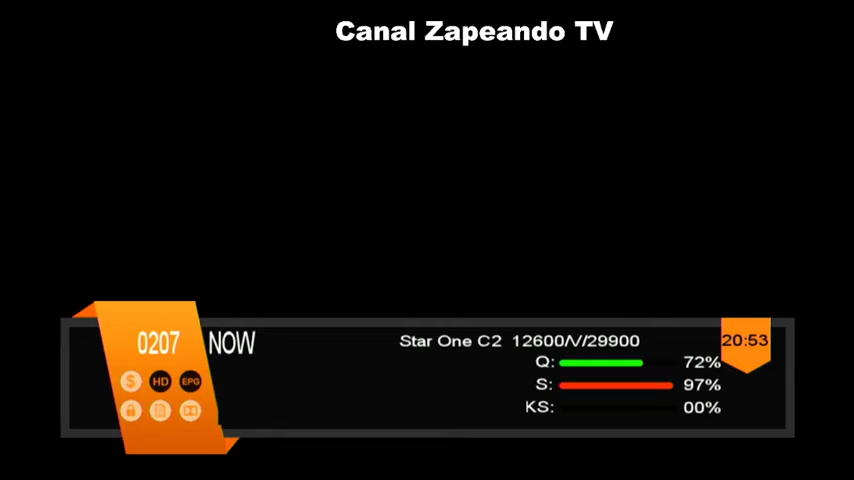 Canal Zapeando TV
0207 NOW
Star One C2 12600/V//29900
20:53
Q: 72%
$ HD EPG
S: 97%
KS: 00%